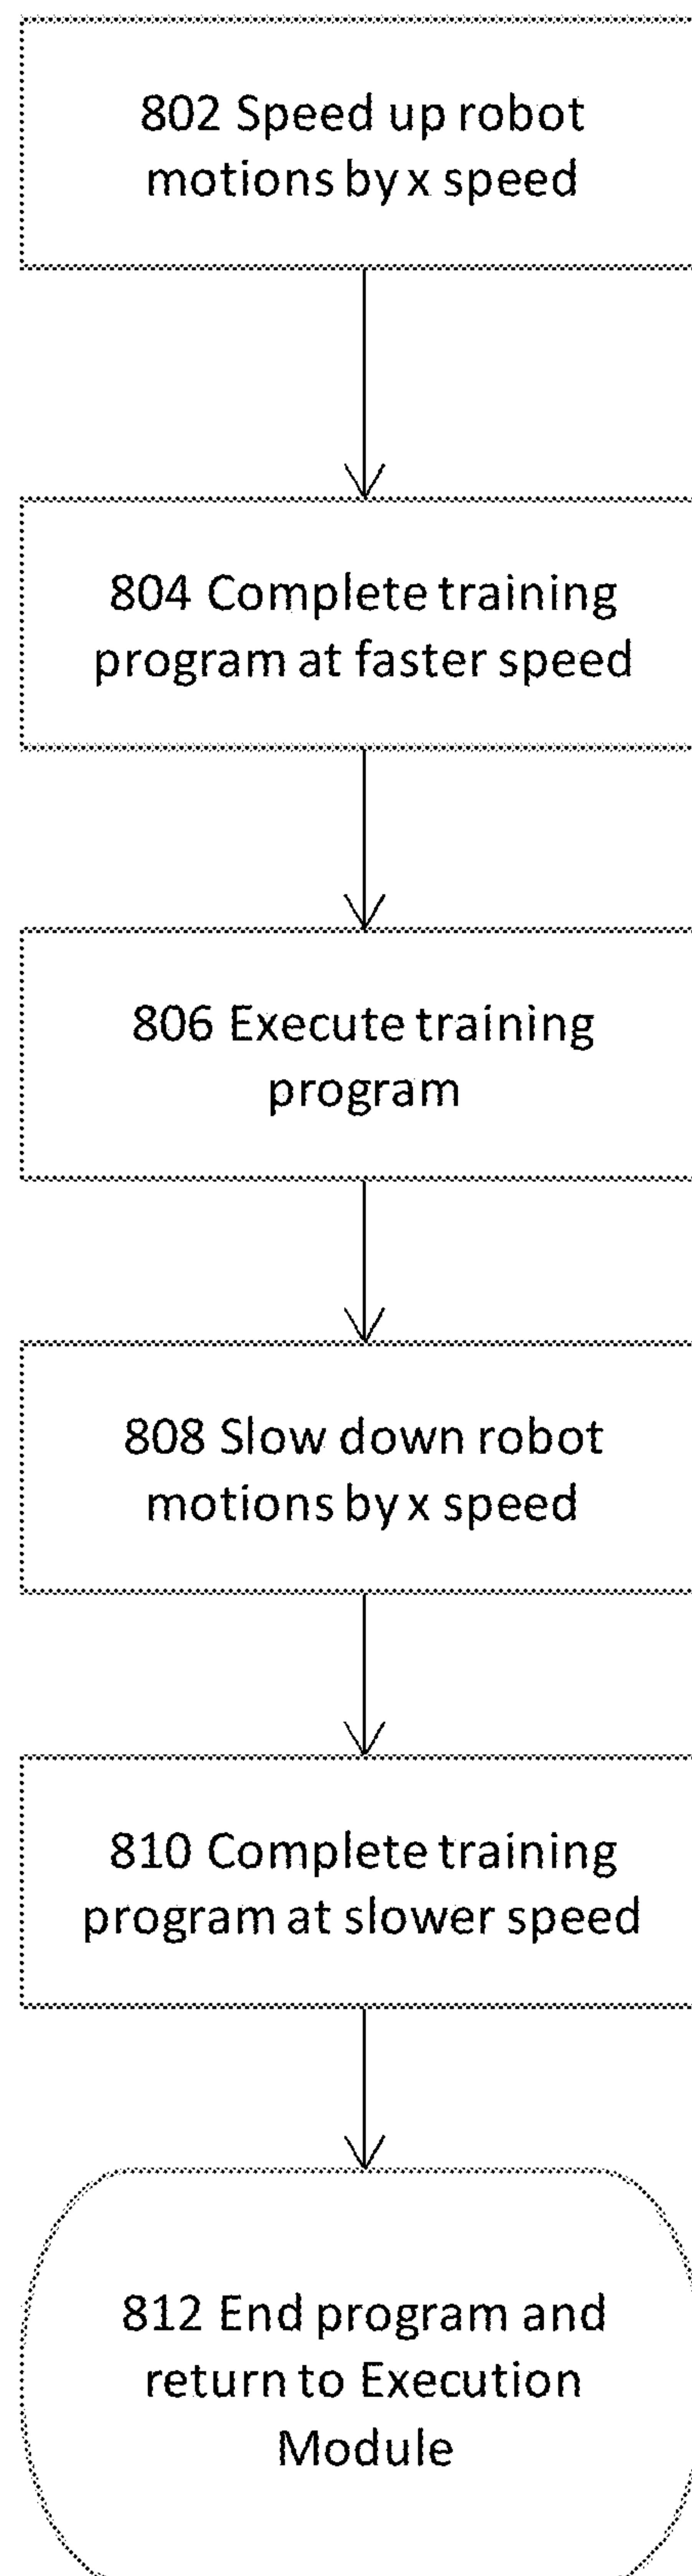 802 Speed up robot
motions by x speed
804 Complete training
program at faster speed
806 Execute training
program
808 Slow down robot
motions by x speed
810 Complete training
program at slower speed
812 End program and
return to Execution
Module